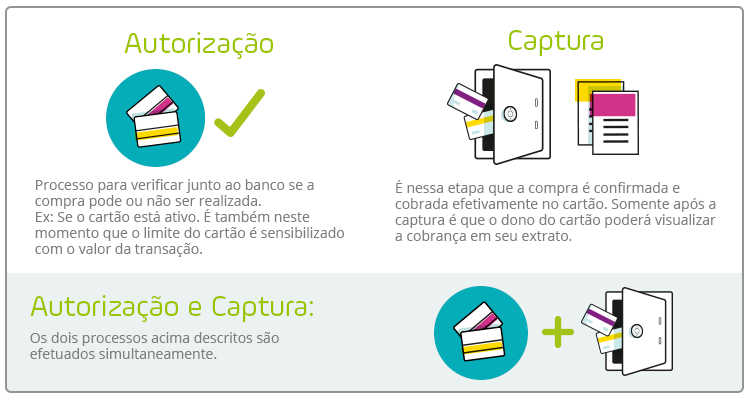 Autorização
Processo para verificar junto ao banco se a
compra pode ou não ser realizada.
Ex: Se o cartão está ativo. É também neste
momento que o limite do cartão é sensibilizado
com o valor da transação.
Captura
É nessa etapa que a compra é confirmada e
cobrada efetivamente no cartão. Somente após a
captura é que o dono do cartão poderá visualizar
a cobrança em seu extrato.
Autorização e Captura:
Os dois processos acima descritos são
efetuados simultaneamente.